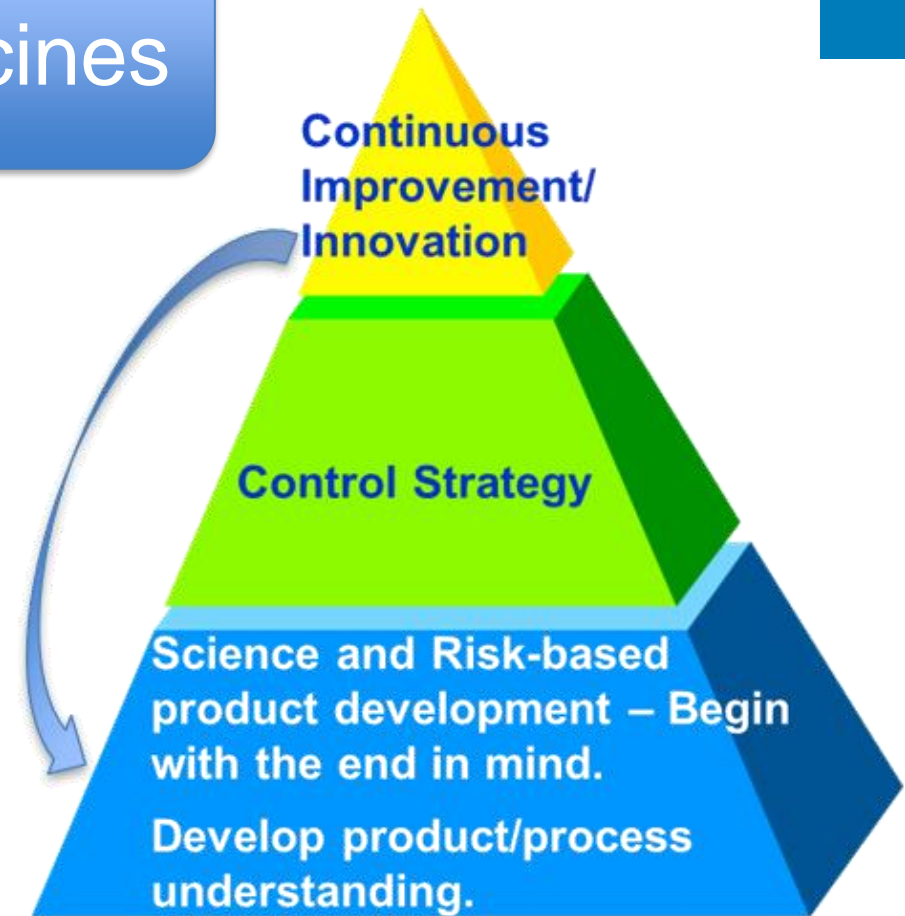 cines
Continuous
Improvement/
Innovation
Control Strategy
Science and Risk-based
product development – Begin
with the end in mind.
Develop product/process
understanding.